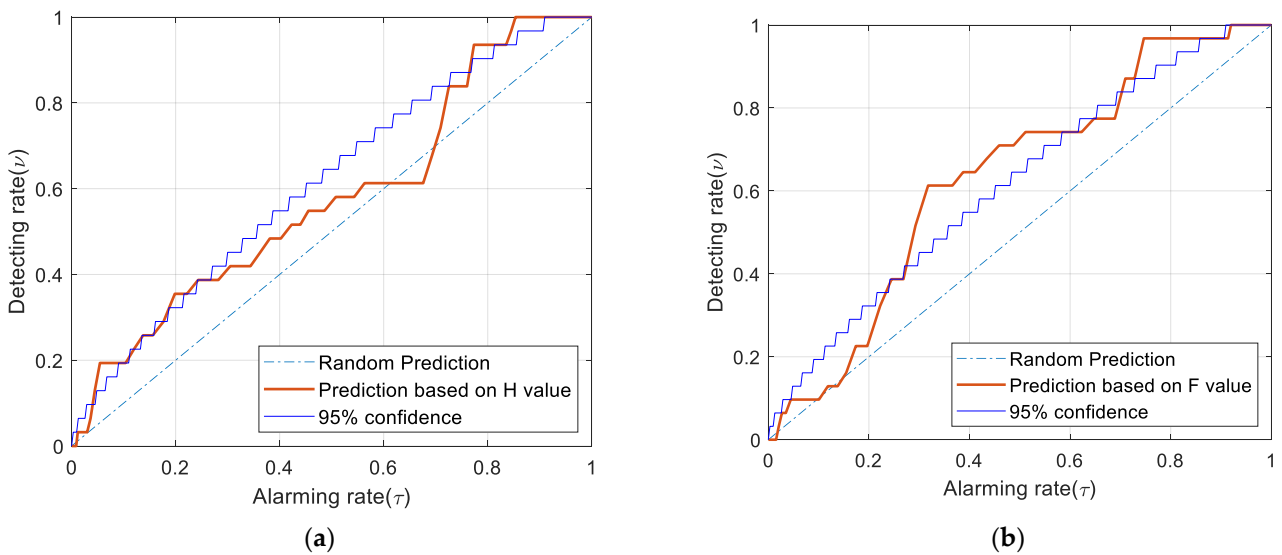 1
0.8
0.6
0.4
0.2
0
0
0.2
0.4
0.6
0.8
1
Detecting rate(ν)
Alarming rate(τ)
Random Prediction
Prediction based on H value
95% confidence
(a)
1
0.8
0.6
0.4
0.2
0
0
0.2
0.4
0.6
0.8
1
Detecting rate(ν)
Alarming rate(τ)
Random Prediction
Prediction based on F value
95% confidence
(b)